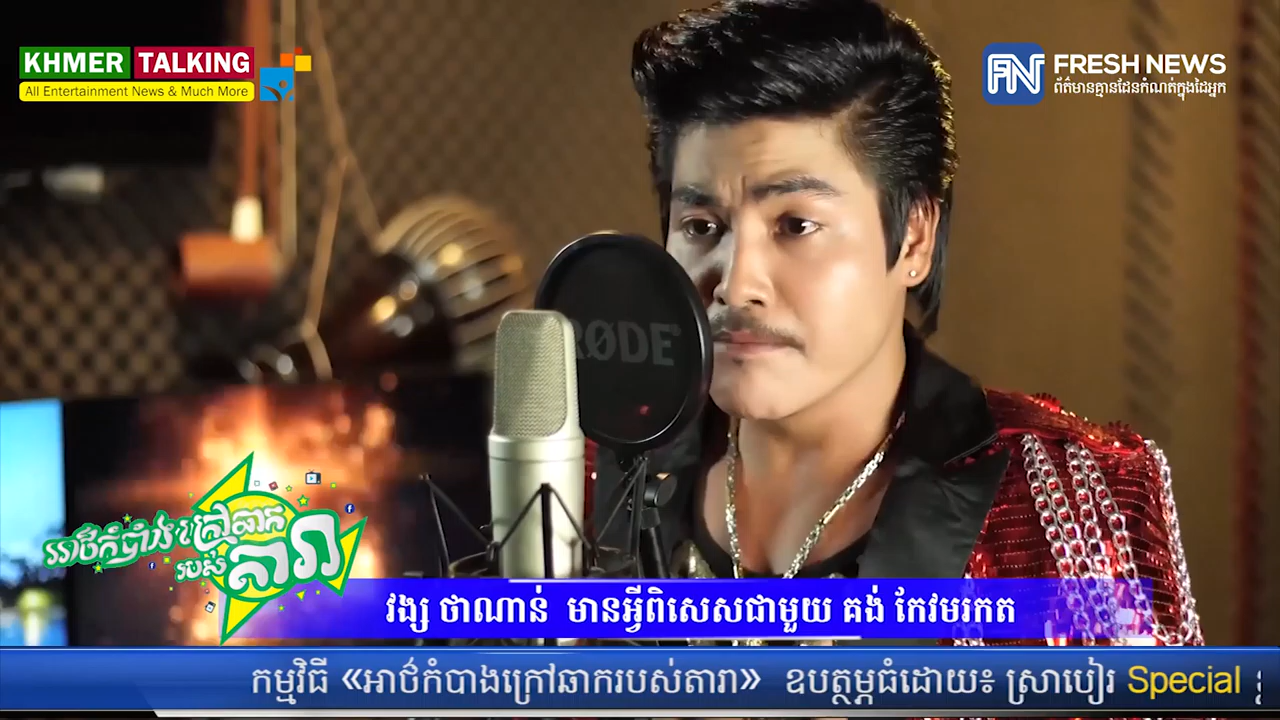 KHMER TALKING
All Entertainment News & Much More
FRESH NEWS
ព័ត៌មានគ្មានដែនកំណត់ក្នុងដៃអ្នក
RØDE
អាថ៌កំបាំងក្រៅឆាក
របស់ តារា
វង្ស ថាណាន់ មានអ្វីពិសេសជាមួយ គង់ កែវមរកត
កម្មវិធី «អាថ៌កំបាងក្រៅឆាករបស់តារា» ឧបត្ថម្ភធំដោយ៖ ស្រាបៀរ Special